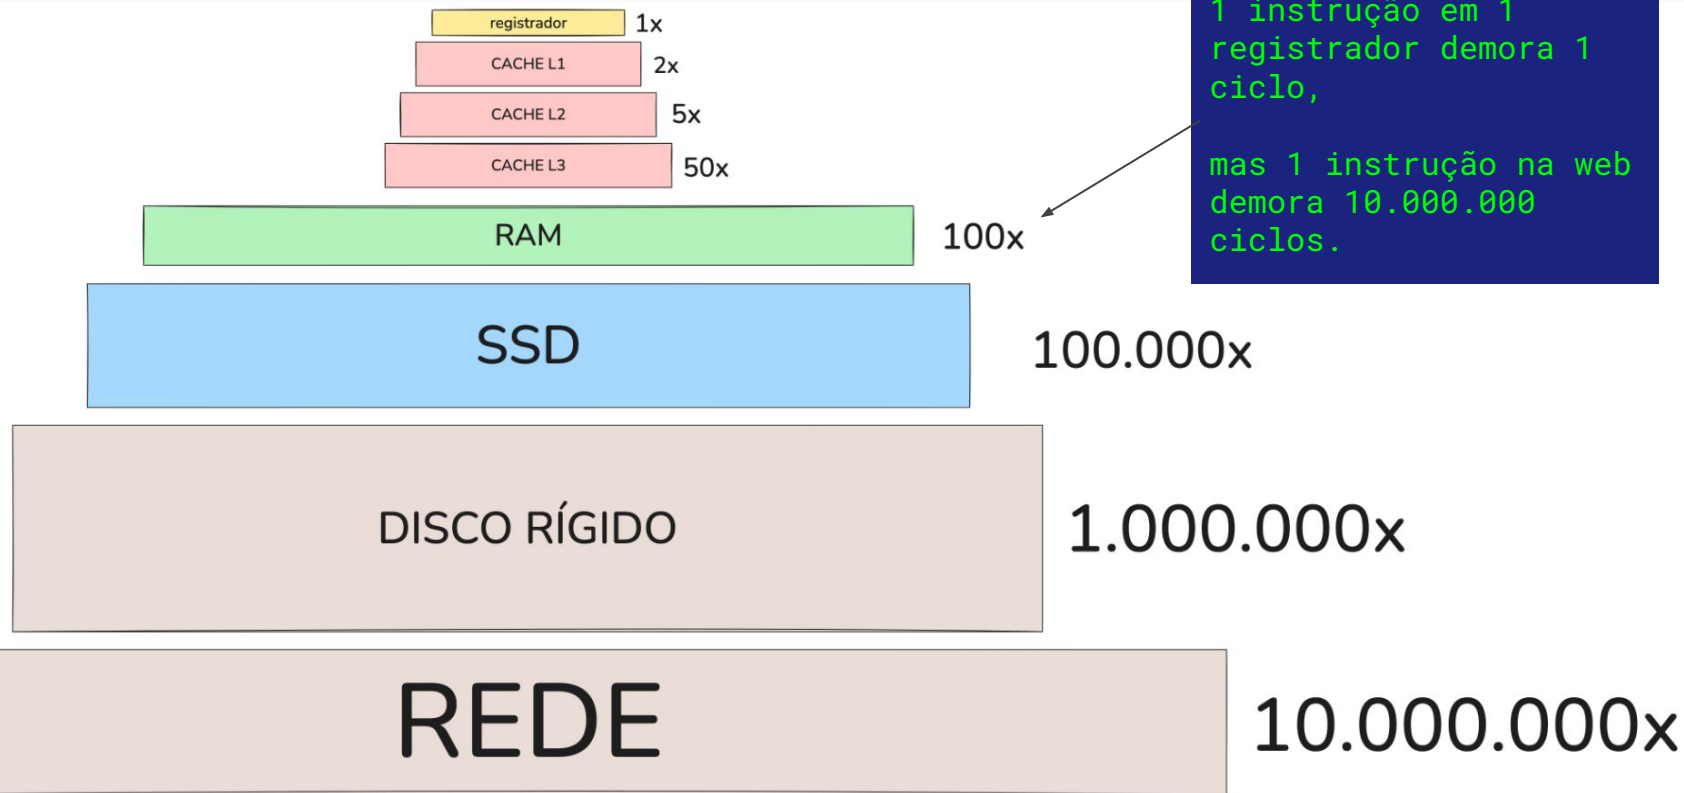 registrador 1x
CACHE L1 2x
CACHE L2 5x
CACHE L3 50x
RAM 100x
SSD 100.000x
DISCO RÍGIDO 1.000.000x
REDE 10.000.000x
1 instrução em 1
registrador demora 1
ciclo,
mas 1 instrução na web
demora 10.000.000
ciclos.